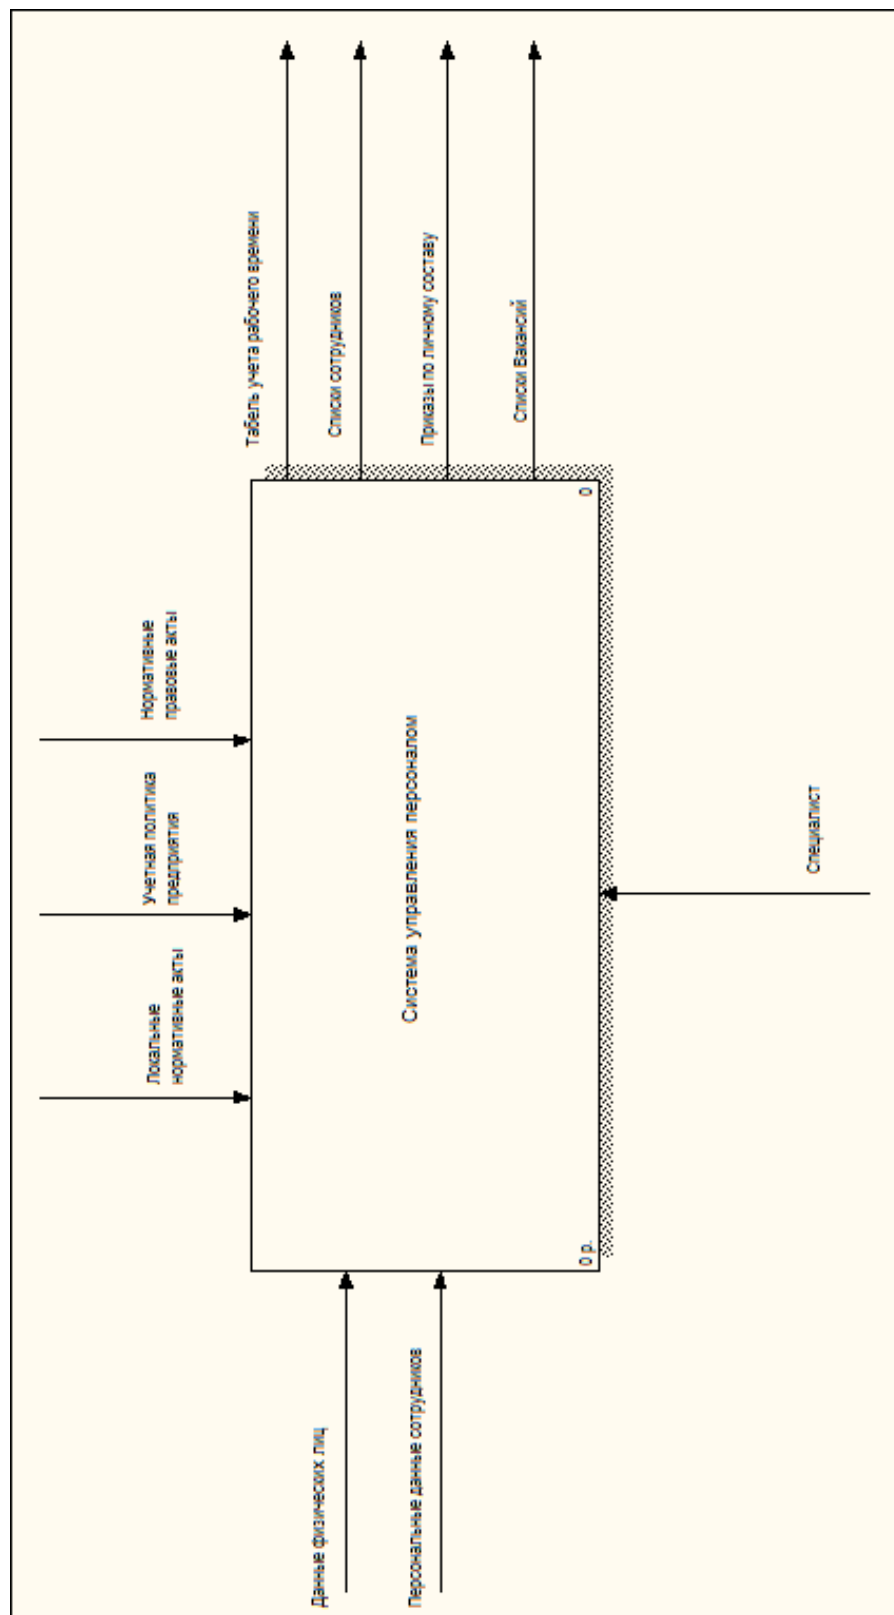 Локальные
нормативные акты
Учетная политика
предприятия
Нормативные
правовые акты
Данные физических лиц
Персональные данные сотрудников
Система управления персоналом
0 р.
0
Табель учета рабочего времени
Списки сотрудников
Приказы по личному составу
Списки Вакансий
Специалист